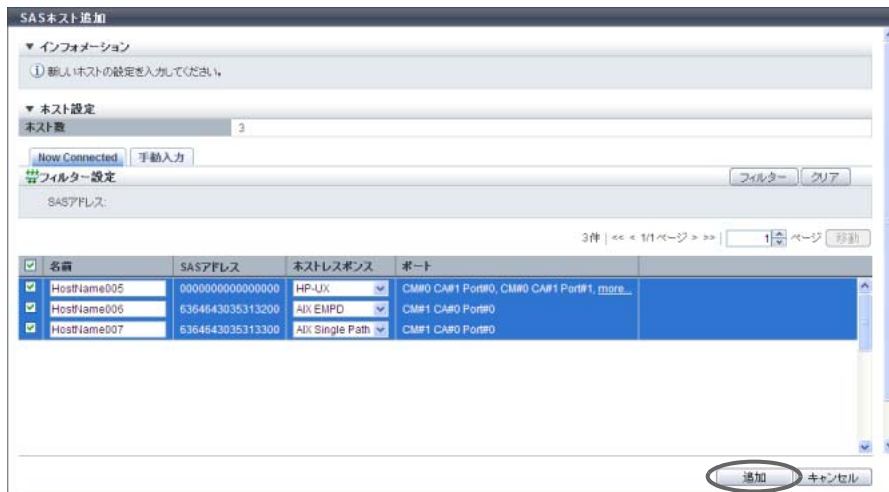 SASホスト追加
▼ インフォメーション
新しいホストの設定を入力してください。
▼ ホスト設定
ホスト数 3
Now Connected 手動入力
フィルター設定 フィルター クリア
SASアドレス:
3件 | << < 1/1ページ > >> | 1 ページ 移動
名前 SASアドレス ホストレスポンス ポート
HostName005 0000000000000000 HP-UX CM#0 CA#1 Port#0, CM#0 CA#1 Port#1, more...
HostName006 6364643035313200 AIX EMPD CM#1 CA#0 Port#0
HostName007 6364643035313300 AIX Single Path CM#1 CA#0 Port#0
追加 キャンセル